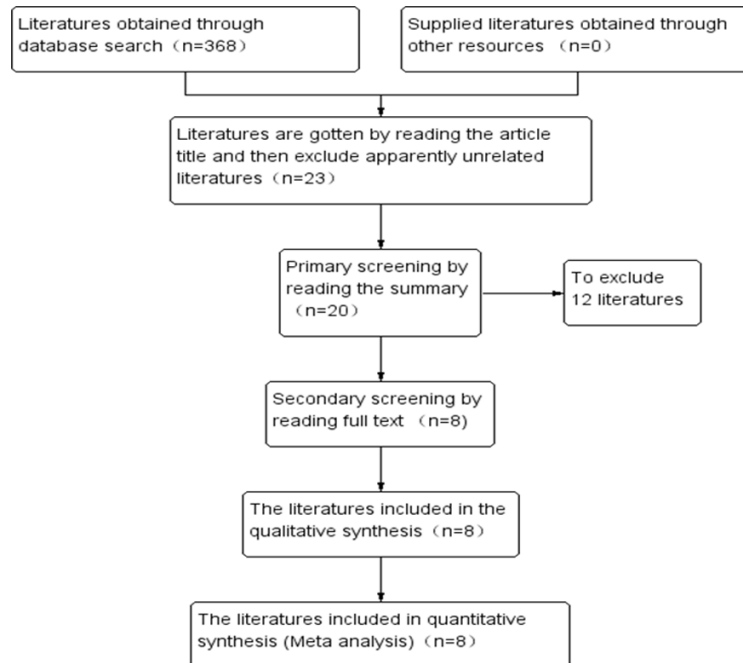 Literatures obtained through
database search（n=368）
Supplied literatures obtained through
other resources （n=0）
Literatures are gotten by reading the article
title and then exclude apparently unrelated
literatures（n=23）
Primary screening by
reading the summary
（n=20）
To exclude
12 literatures
Secondary screening by
reading full text （n=8)
The literatures included in the
qualitative synthesis（n=8）
The literatures included in quantitative
synthesis (Meta analysis)（n=8）